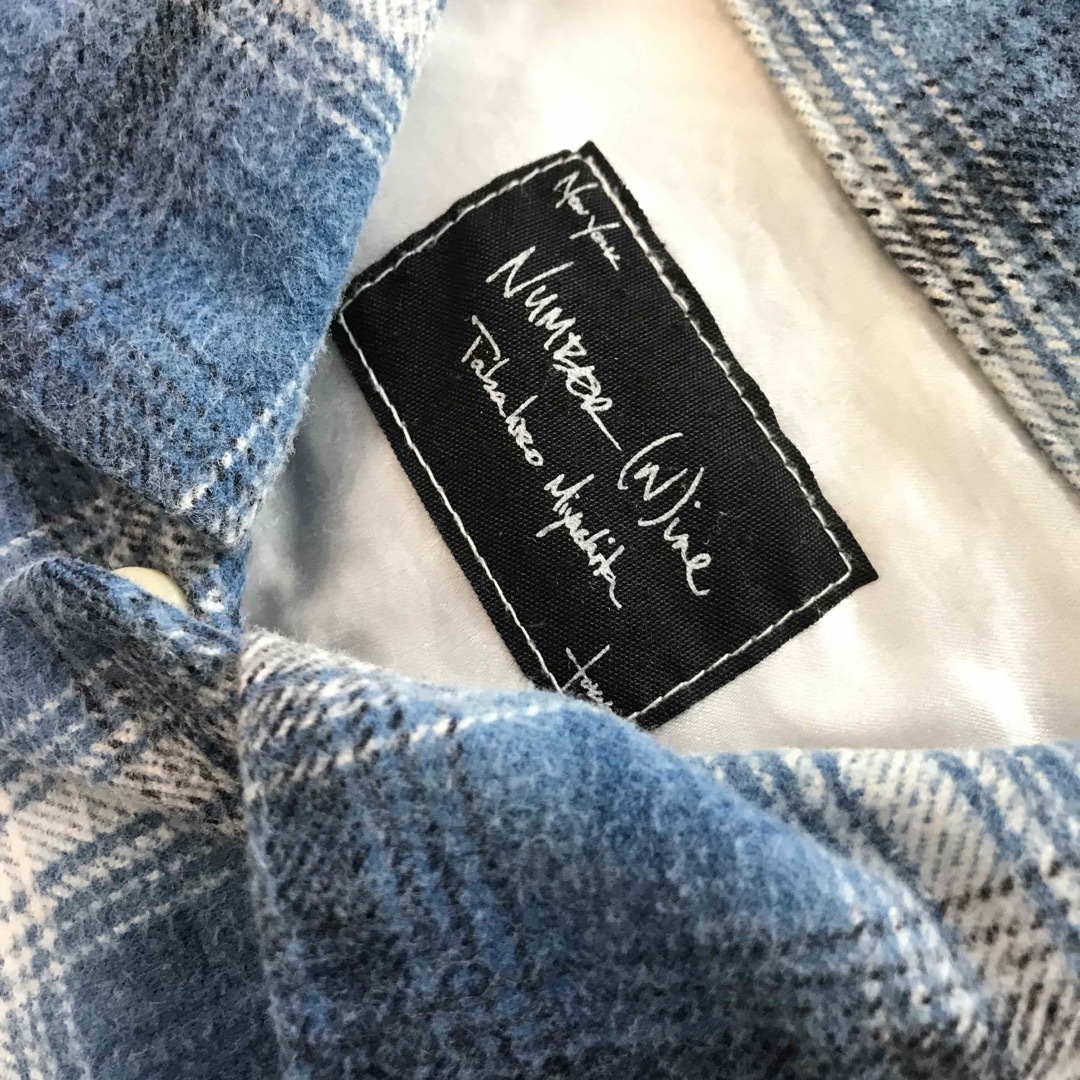 New York
NUMBER (N)ine
Takahiro Miyashita